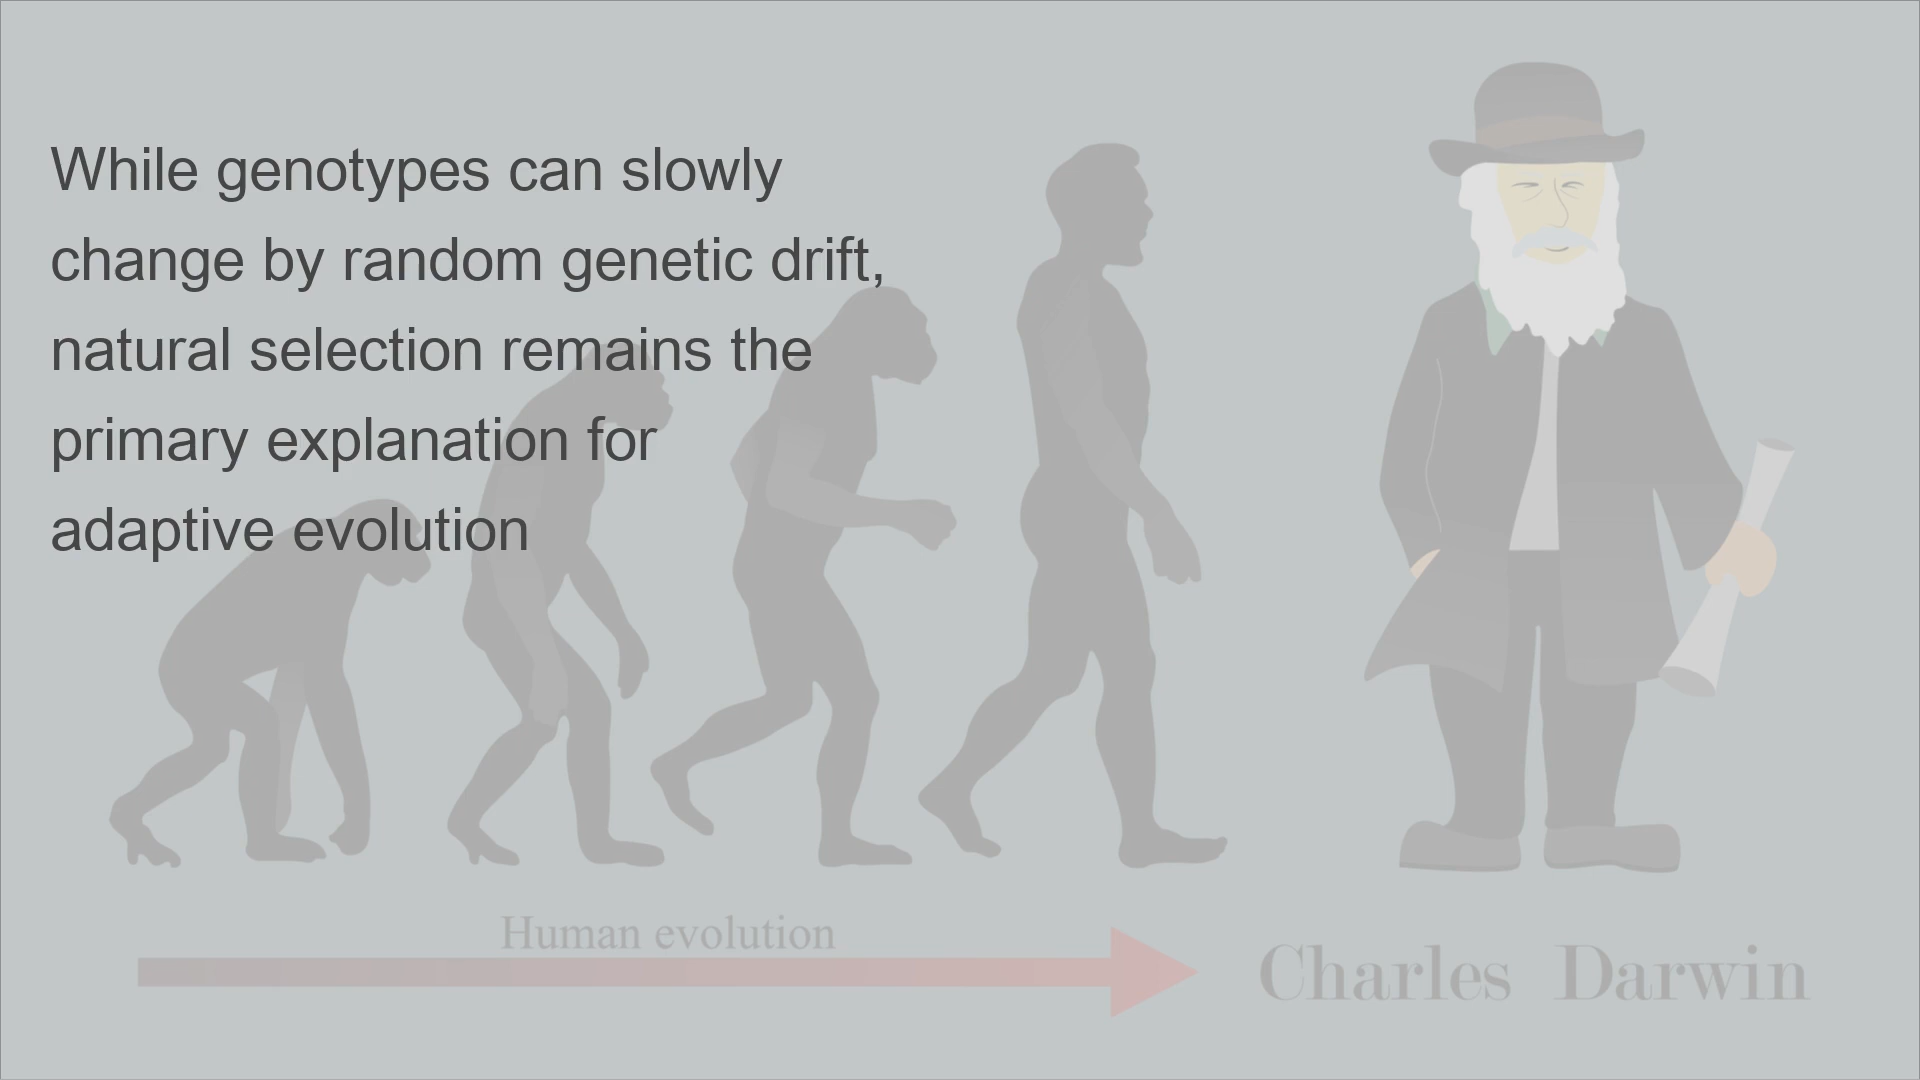 While genotypes can slowly
change by random genetic drift,
natural selection remains the
primary explanation for
adaptive evolution
Human evolution
Charles Darwin